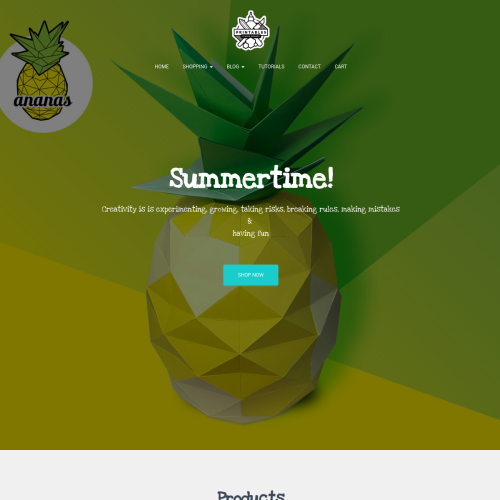 PRINTABLES
HOME SHOPPING BLOG TUTORIALS CONTACT CART
ananas
Summertime!
Creativity is is experimenting, growing, taking risks, breaking rules, making mistakes
&
having fun
SHOP NOW
Products